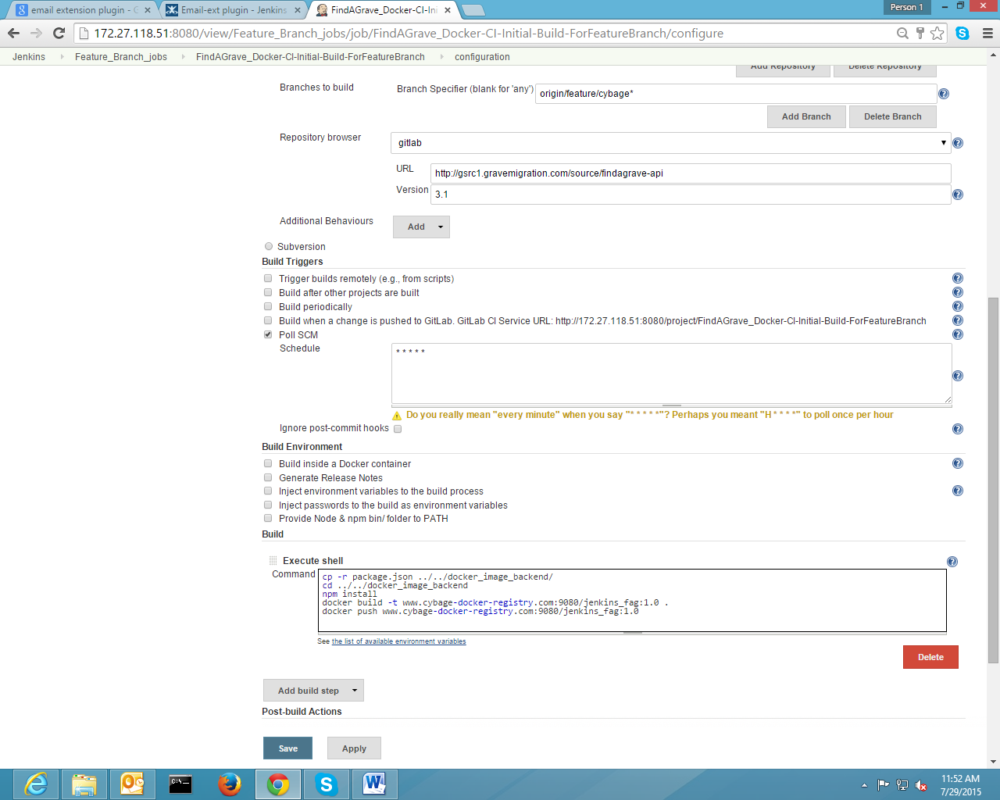 email extension plugin - G
Email-ext plugin - Jenkins
FindAGrave_Docker-CI-Ini
Person 1
172.27.118.51:8080/view/Feature_Branch_jobs/job/FindAGrave_Docker-CI-Initial-Build-ForFeatureBranch/configure
Jenkins Feature_Branch_jobs FindAGrave_Docker-CI-Initial-Build-ForFeatureBranch configuration
Add Repository Delete Repository
Branches to build Branch Specifier (blank for 'any') origin/feature/cybage*
Add Branch Delete Branch
Repository browser gitlab
URL http://gsrc1.gravemigration.com/source/findagrave-api
Version 3.1
Additional Behaviours Add
Subversion
Build Triggers
Trigger builds remotely (e.g., from scripts)
Build after other projects are built
Build periodically
Build when a change is pushed to GitLab. GitLab CI Service URL: http://172.27.118.51:8080/project/FindAGrave_Docker-CI-Initial-Build-ForFeatureBranch
Poll SCM
Schedule * * * * *
Do you really mean "every minute" when you say "* * * * *"? Perhaps you meant "H * * * *" to poll once per hour
Ignore post-commit hooks
Build Environment
Build inside a Docker container
Generate Release Notes
Inject environment variables to the build process
Inject passwords to the build as environment variables
Provide Node & npm bin/ folder to PATH
Build
Execute shell
Command
cp -r package.json ../../docker_image_backend/
cd ../../docker_image_backend
npm install
docker build -t www.cybage-docker-registry.com:9080/jenkins_fag:1.0 .
docker push www.cybage-docker-registry.com:9080/jenkins_fag:1.0
See the list of available environment variables
Delete
Add build step
Post-build Actions
Save Apply
11:52 AM
7/29/2015